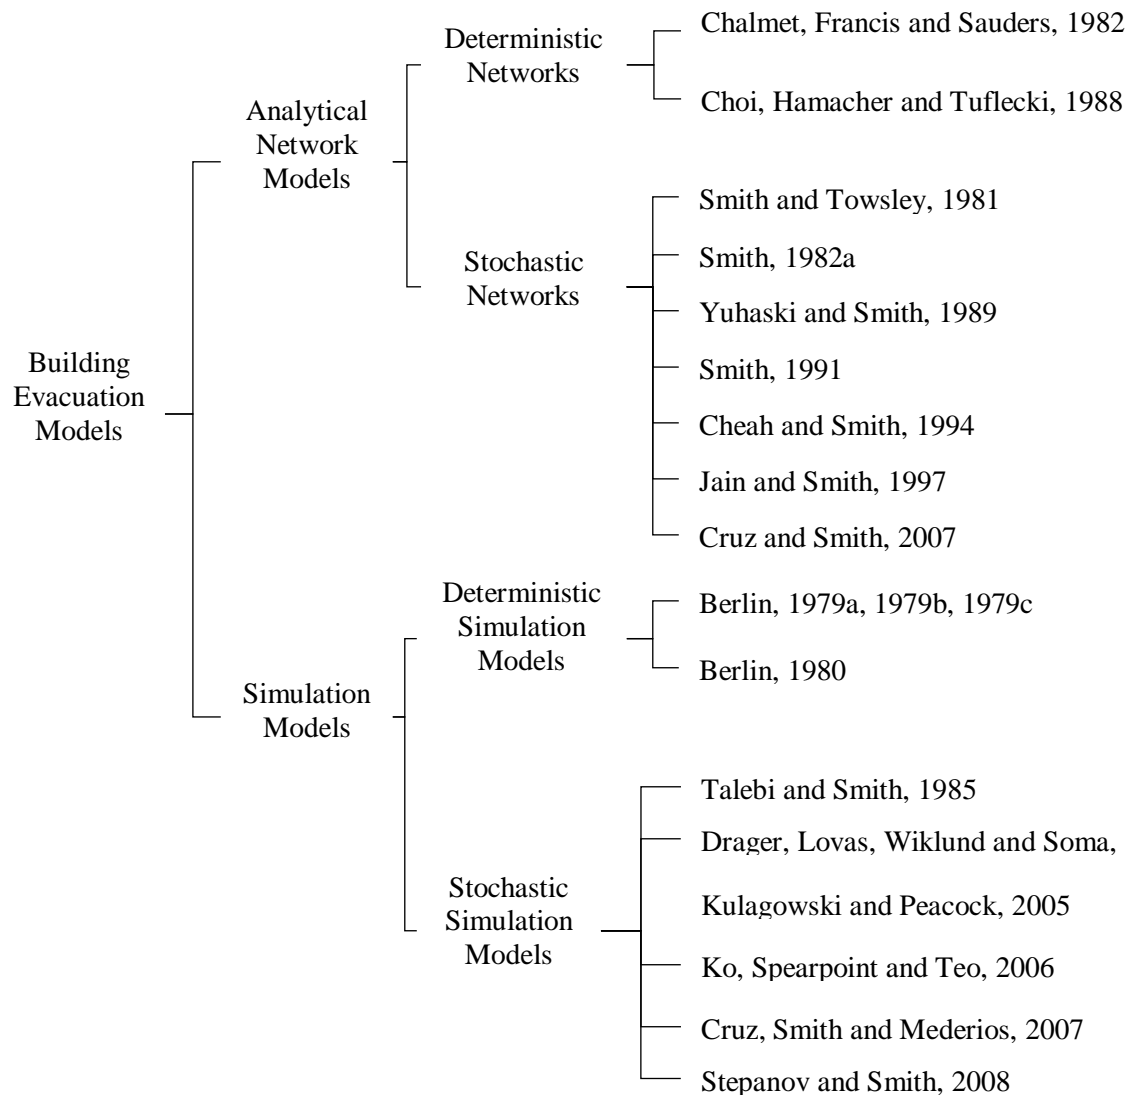 Building
Evacuation
Models
Analytical
Network
Models
Deterministic
Networks
Chalmet, Francis and Sauders, 1982
Choi, Hamacher and Tuflecki, 1988
Stochastic
Networks
Smith and Towsley, 1981
Smith, 1982a
Yuhaski and Smith, 1989
Smith, 1991
Cheah and Smith, 1994
Jain and Smith, 1997
Cruz and Smith, 2007
Simulation
Models
Deterministic
Simulation
Models
Berlin, 1979a, 1979b, 1979c
Berlin, 1980
Stochastic
Simulation
Models
Talebi and Smith, 1985
Drager, Lovas, Wiklund and Soma,
Kulagowski and Peacock, 2005
Ko, Spearpoint and Teo, 2006
Cruz, Smith and Mederios, 2007
Stepanov and Smith, 2008